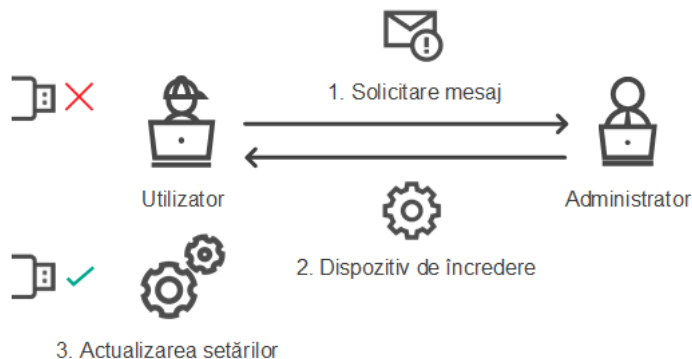 1. Solicitare mesaj
Utilizator
Administrator
2. Dispozitiv de încredere
3. Actualizarea setărilor